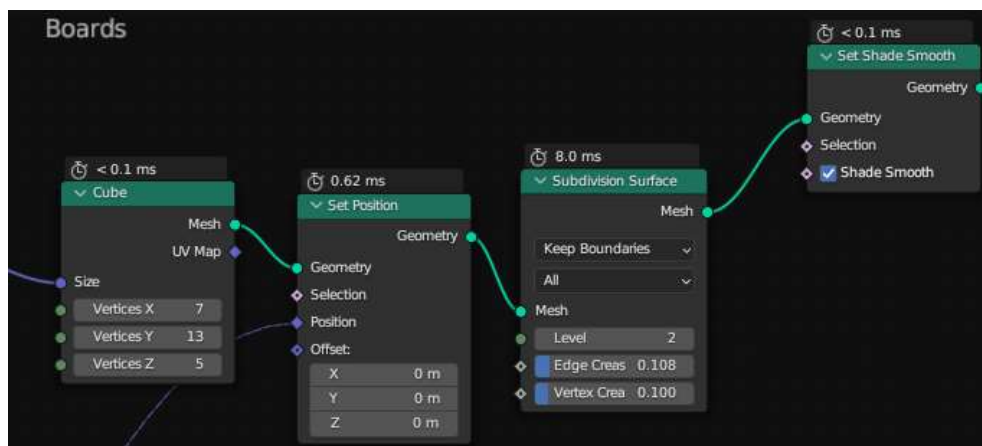 Boards
< 0.1 ms
Cube
Mesh
UV Map
Size
Vertices X 7
Vertices Y 13
Vertices Z 5
0.62 ms
Set Position
Geometry
Geometry
Selection
Position
Offset:
X 0 m
Y 0 m
Z 0 m
8.0 ms
Subdivision Surface
Mesh
Keep Boundaries
All
Mesh
Level 2
Edge Creas 0.108
Vertex Crea 0.100
< 0.1 ms
Set Shade Smooth
Geometry
Geometry
Selection
Shade Smooth